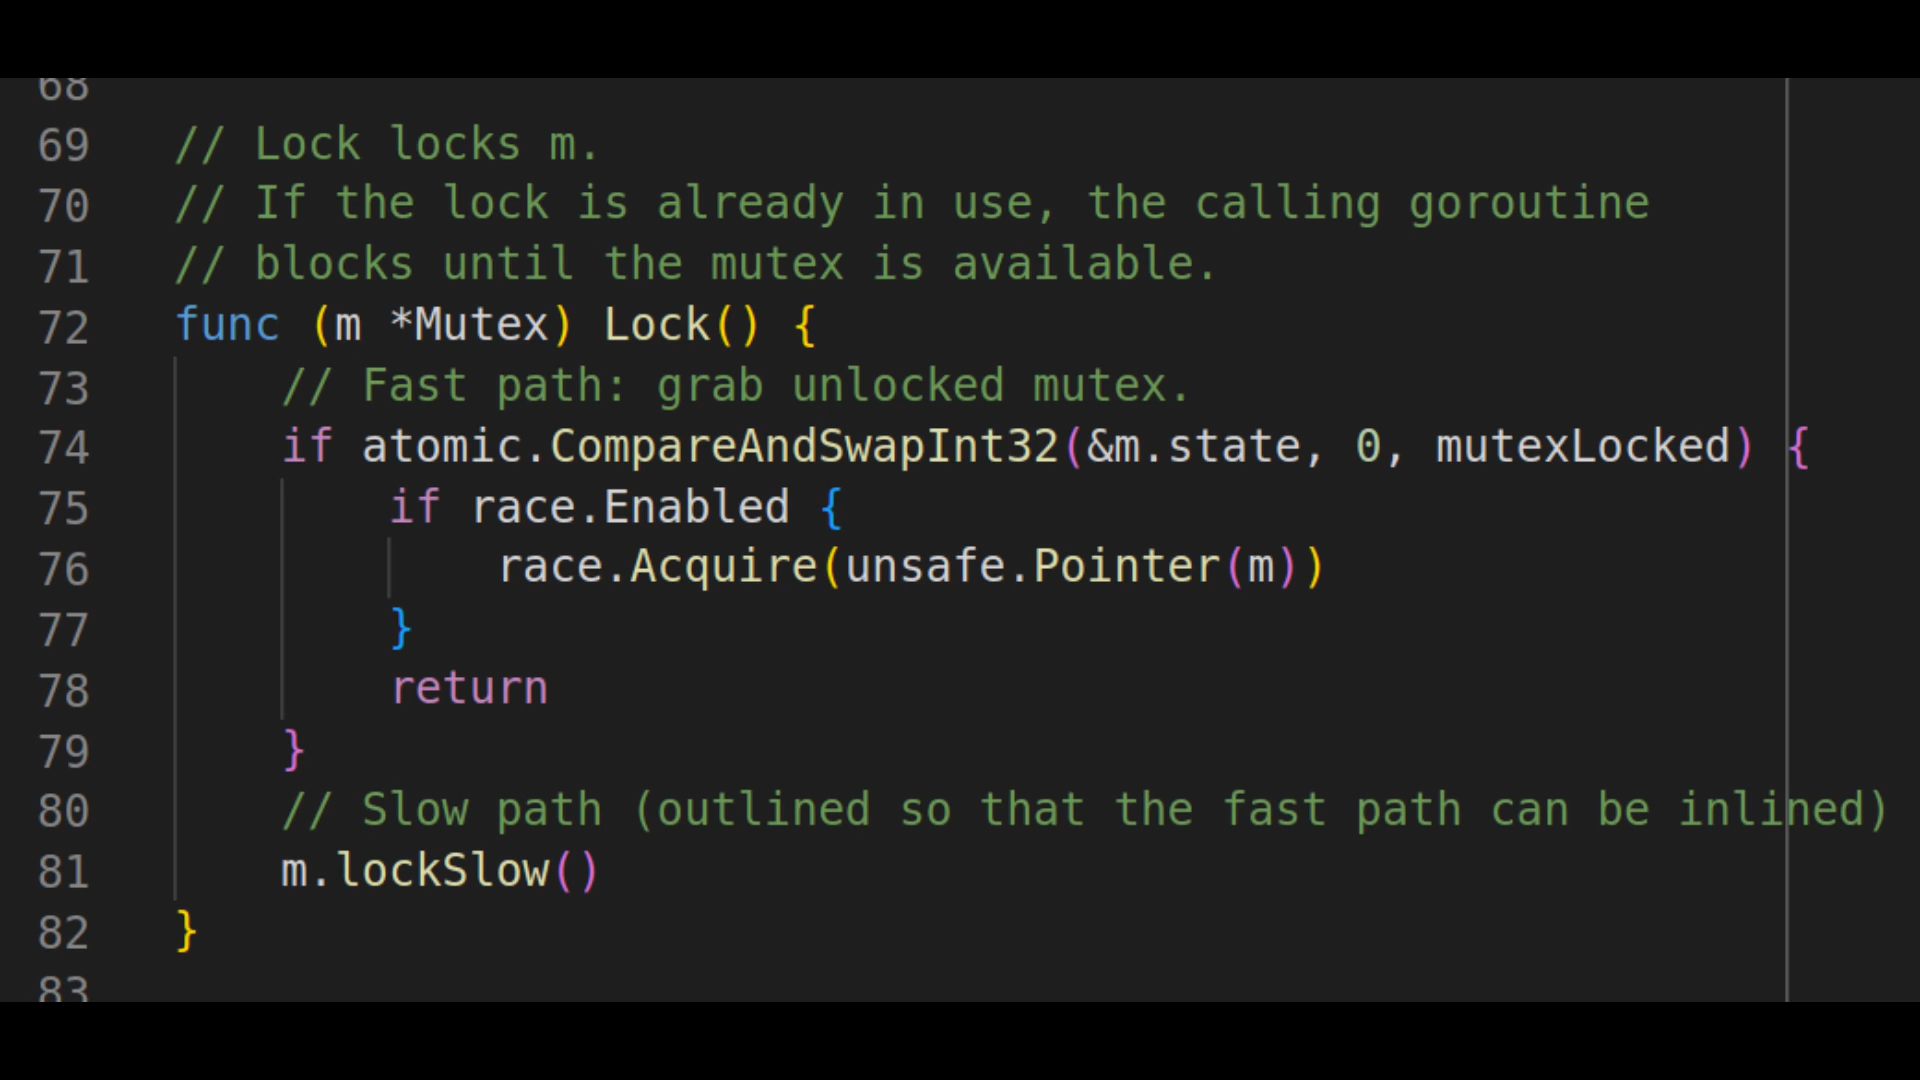 68
69 // Lock locks m.
70 // If the lock is already in use, the calling goroutine
71 // blocks until the mutex is available.
72 func (m *Mutex) Lock() {
73     // Fast path: grab unlocked mutex.
74     if atomic.CompareAndSwapInt32(&m.state, 0, mutexLocked) {
75         if race.Enabled {
76             race.Acquire(unsafe.Pointer(m))
77         }
78         return
79     }
80     // Slow path (outlined so that the fast path can be inlined)
81     m.lockSlow()
82 }
83